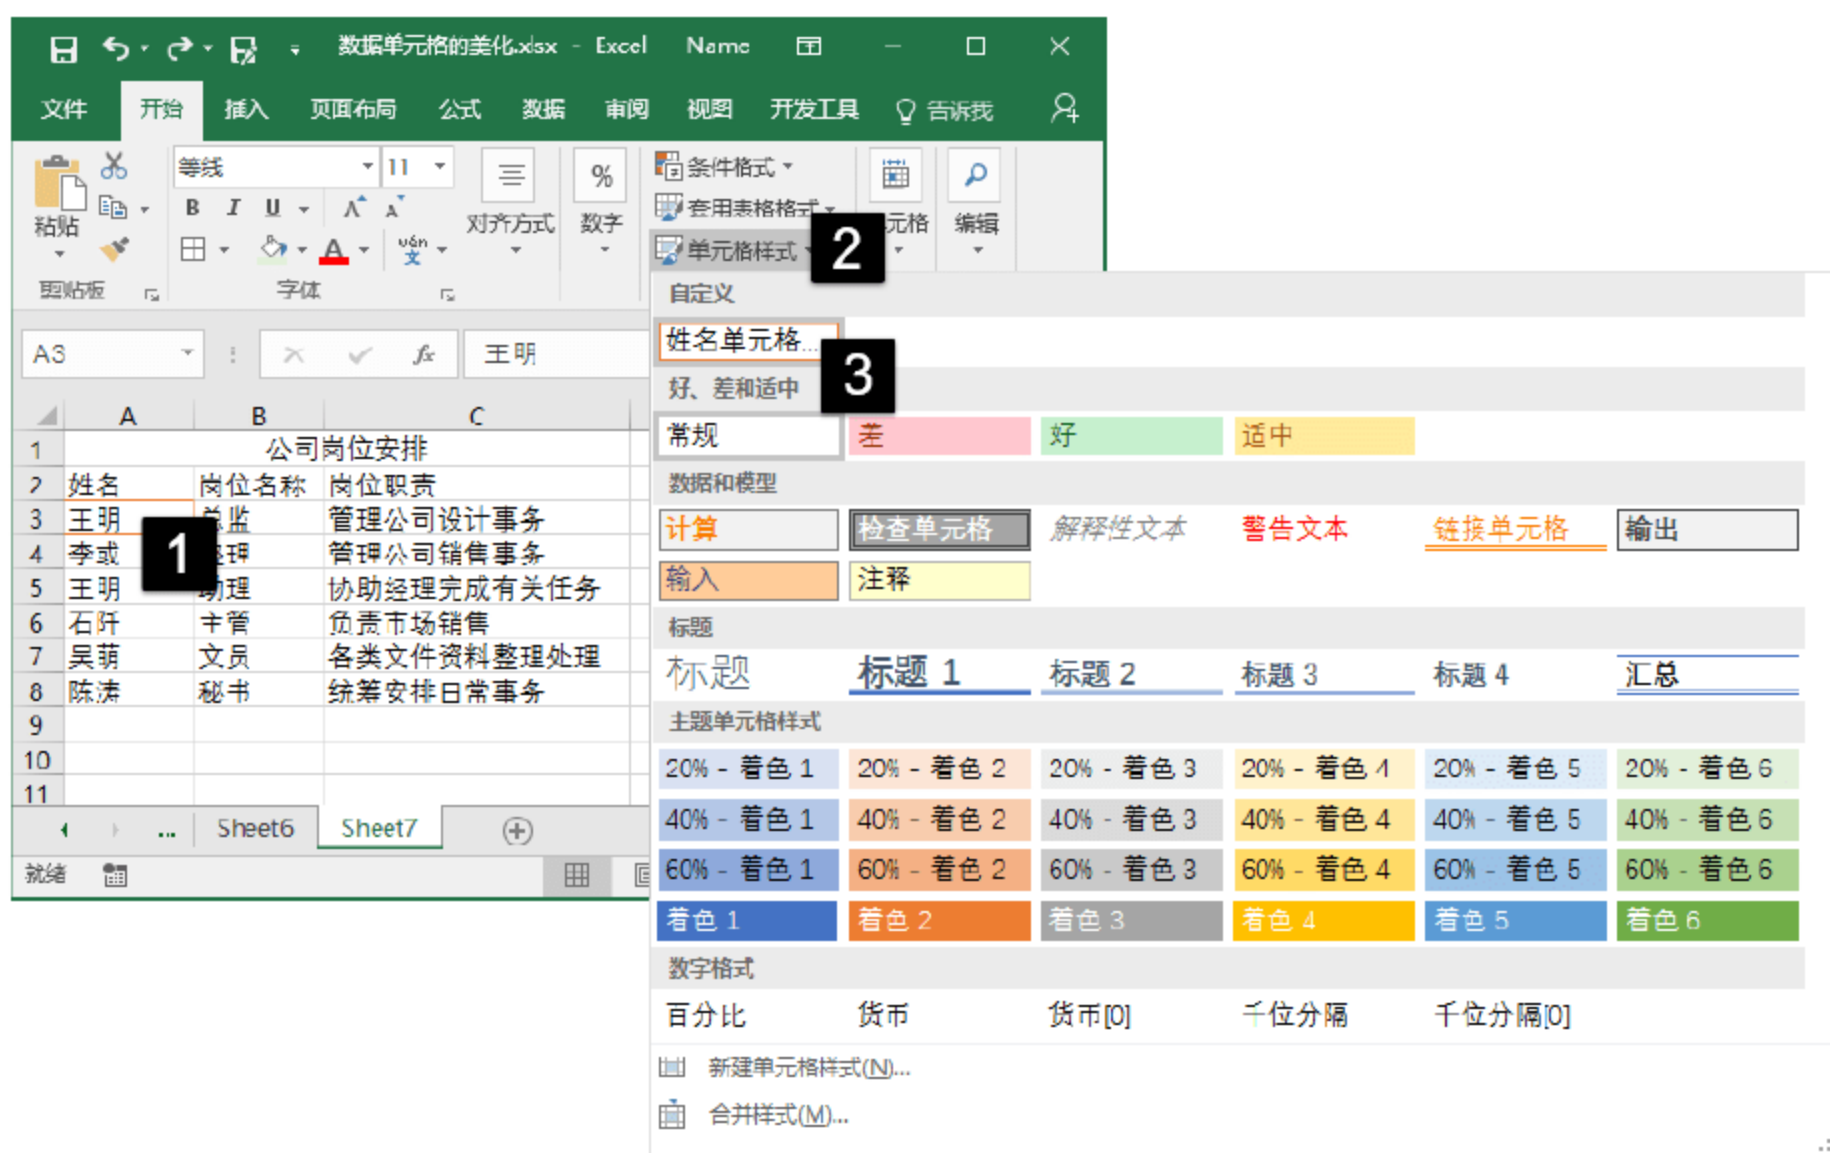 数据单元格的美化.xlsx - Excel Name
文件 开始 插入 页面布局 公式 数据 审阅 视图 开发工具 告诉我
等线 11 % 条件格式
B I U A A 套用表格格式
粘贴 对齐方式 数字 元格 编辑
A wén 文 单元格样式 2
剪贴板 字体
A3 fx 王明
A B C
1 公司岗位安排
2 姓名 岗位名称 岗位职责
3 王明 总监 管理公司设计事务
4 李或 理 管理公司销售事务
1
5 王明 助理 协助经理完成有关任务
6 石阡 主管 负责市场销售
7 吴萌 文员 各类文件资料整理处理
8 陈涛 秘书 统筹安排日常事务
9
10
11
... Sheet6 Sheet7
就绪
自定义
姓名单元格...
3
好、差和适中
常规 差 好 适中
数据和模型
计算 检查单元格 解释性文本 警告文本 链接单元格 输出
输入 注释
标题
标题 标题 1 标题 2 标题 3 标题 4 汇总
主题单元格样式
20% - 着色 1 20% - 着色 2 20% - 着色 3 20% - 着色 4 20% - 着色 5 20% - 着色 6
40% - 着色 1 40% - 着色 2 40% - 着色 3 40% - 着色 4 40% - 着色 5 40% - 着色 6
60% - 着色 1 60% - 着色 2 60% - 着色 3 60% - 着色 4 60% - 着色 5 60% - 着色 6
着色 1 着色 2 着色 3 着色 4 着色 5 着色 6
数字格式
百分比 货币 货币[0] 千位分隔 千位分隔[0]
新建单元格样式(N)...
合并样式(M)...